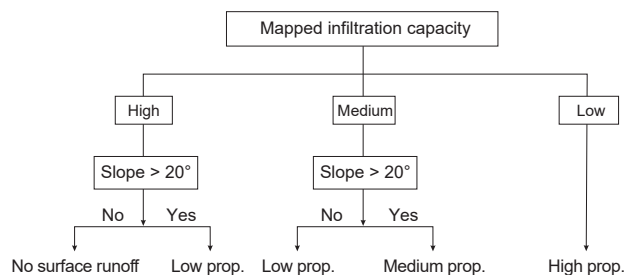 Mapped infiltration capacity
High
Medium
Low
Slope > 20°
Slope > 20°
No
Yes
No
Yes
No surface runoff
Low prop.
Low prop.
Medium prop.
High prop.